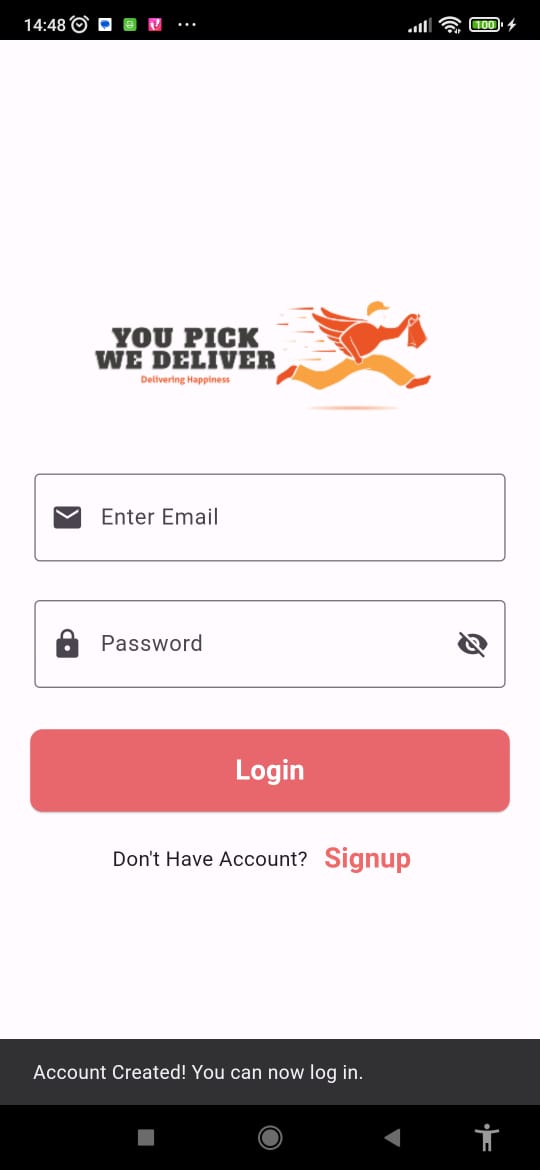 14:48
100
YOU PICK
WE DELIVER
Delivering Happiness
Enter Email
Password
Login
Don't Have Account? Signup
Account Created! You can now log in.